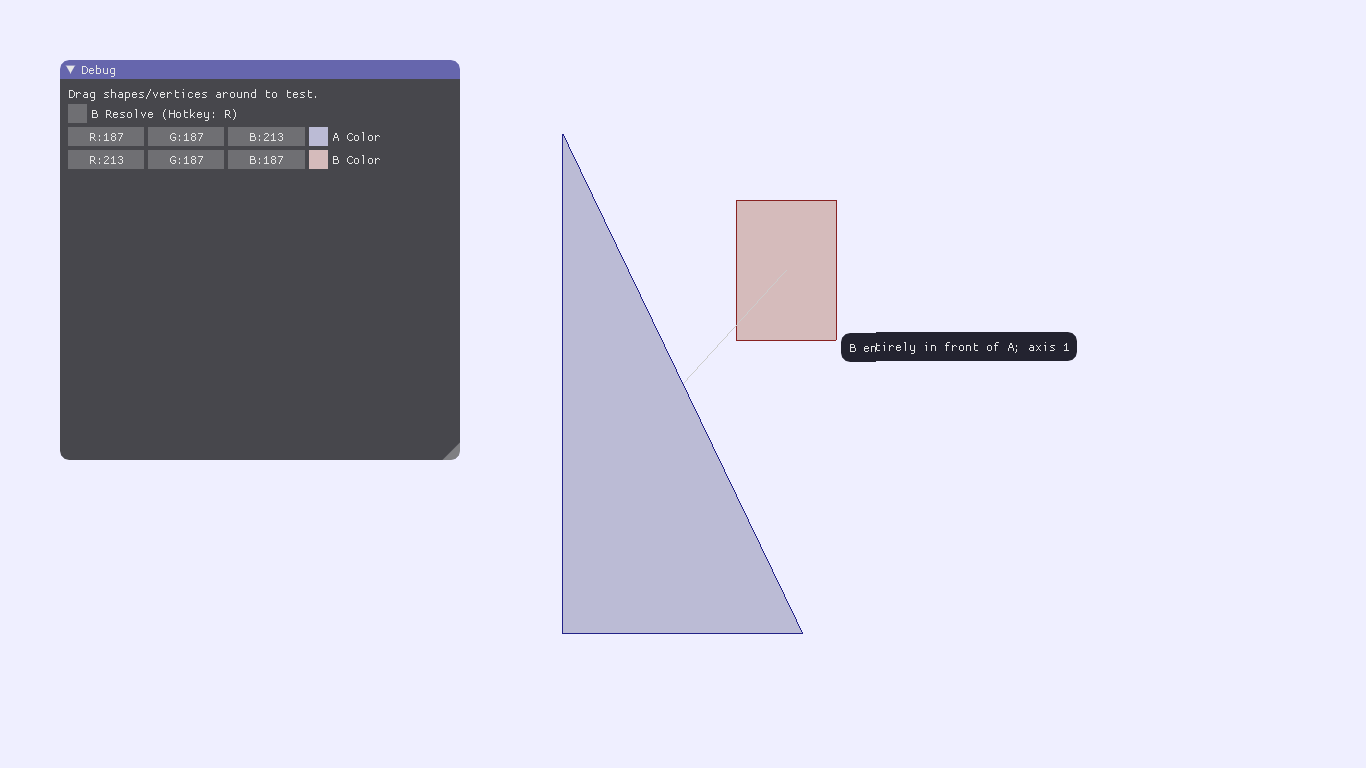 Debug
Drag shapes/vertices around to test.
B Resolve (Hotkey: R)
R:187 G:187 B:213 A Color
R:213 G:187 B:187 B Color
B entirely in front of A; axis 1